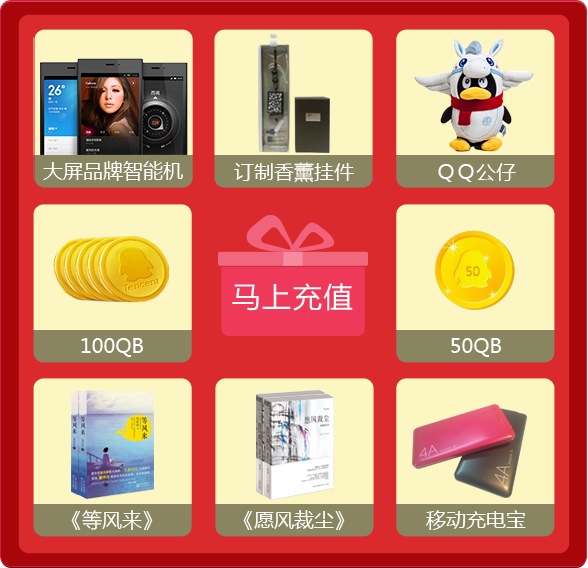 26°
大屏品牌智能机
订制香薰挂件
QQ公仔
Tencent
100QB
马上充值
50
50QB
等风来
《等风来》
愿风裁尘
《愿风裁尘》
4A
4A
移动充电宝